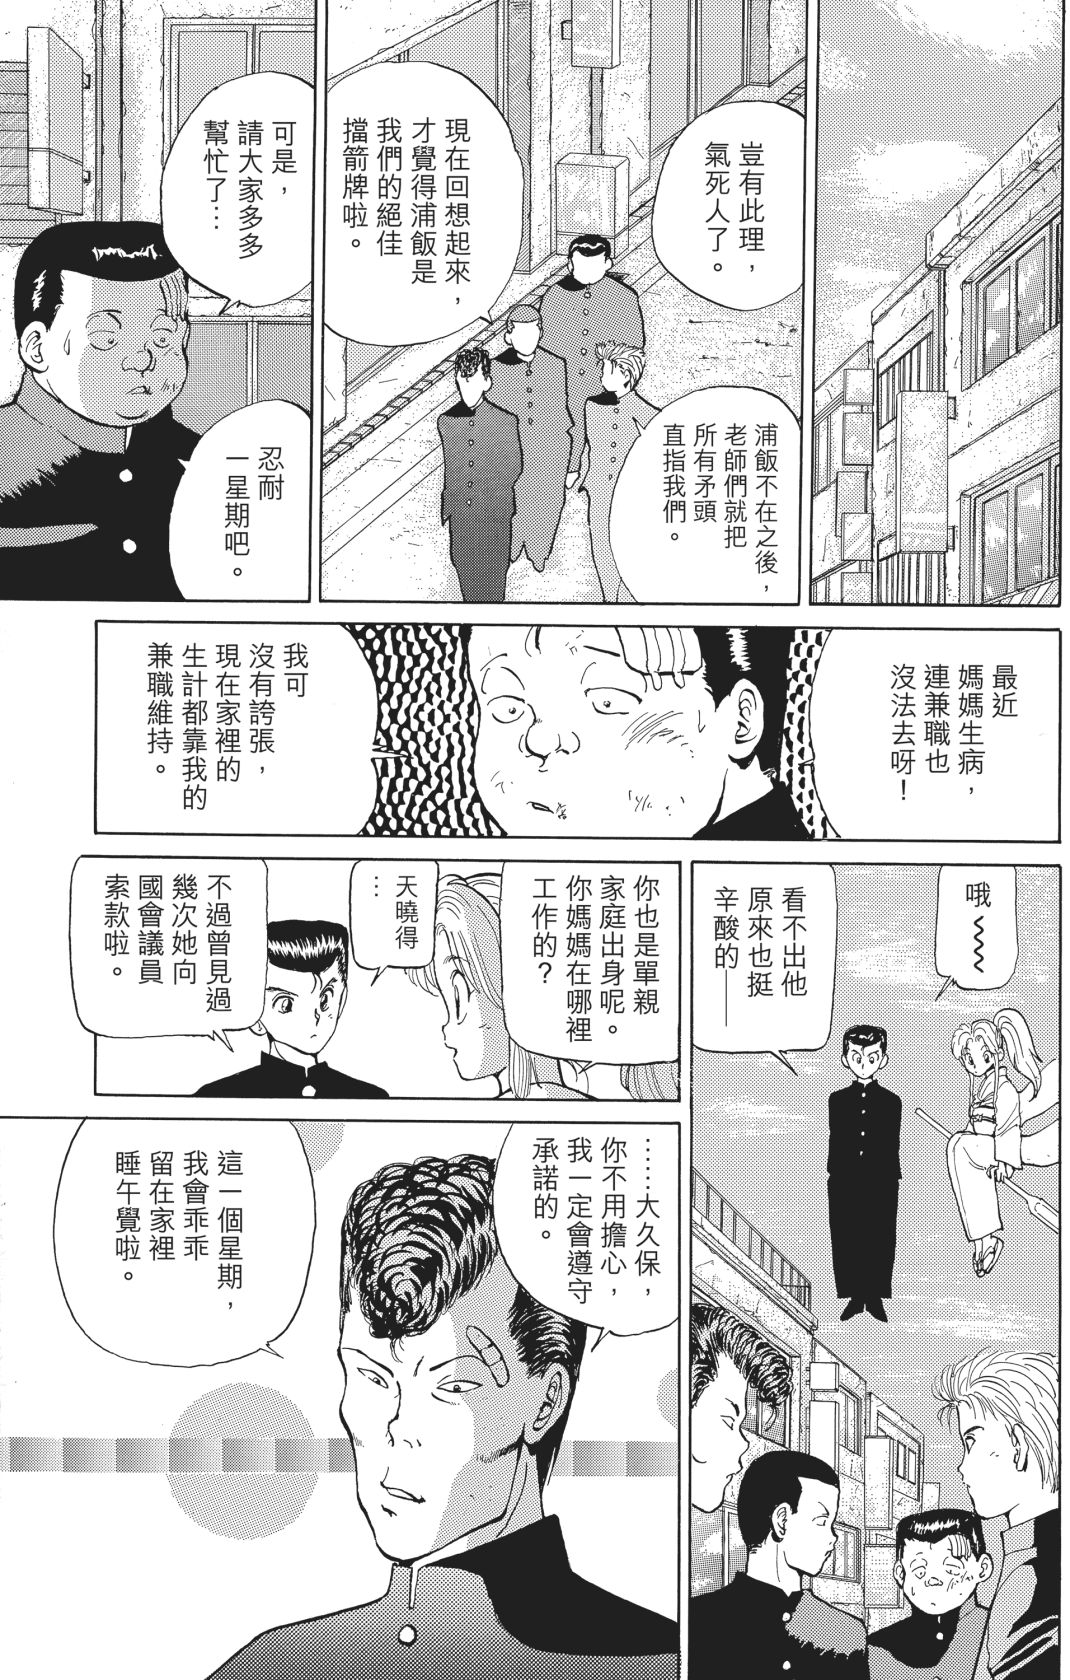 豈有此理，
氣死人了。
浦飯不在之後，
老師們就把
所有矛頭
直指我們。
現在回想起來，
才覺得浦飯是
我們的絕佳
擋箭牌啦。
可是，
請大家多多
幫忙了…
忍耐
一星期吧。
最近
媽媽生病，
連兼職也
沒法去呀！
我可
沒有誇張，
現在家裡的
生計都靠我的
兼職維持。
哦～
看不出他
原來也挺
辛酸的——
你也是單親
家庭出身呢。
你媽媽在哪裡
工作的？
天曉得
…
不過曾見過
幾次她向
國會議員
索款啦。
……大久保，
你不用擔心，
我一定會遵守
承諾的。
這一個星期，
我會乖乖
留在家裡
睡午覺啦。